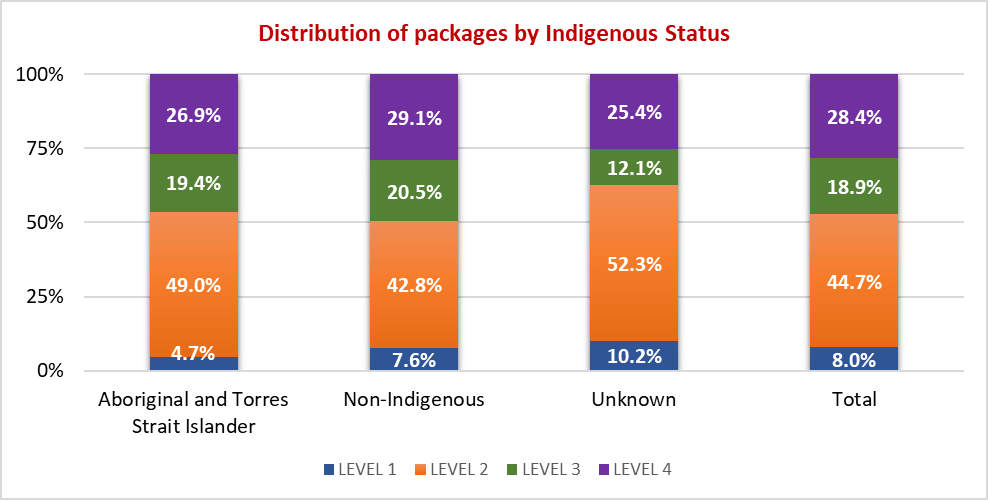 Distribution of packages by Indigenous Status
100%
75%
50%
25%
0%
26.9%
29.1%
25.4%
28.4%
19.4%
20.5%
12.1%
18.9%
49.0%
42.8%
52.3%
44.7%
4.7%
7.6%
10.2%
8.0%
Aboriginal and Torres
Strait Islander
Non-Indigenous
Unknown
Total
LEVEL 1
LEVEL 2
LEVEL 3
LEVEL 4